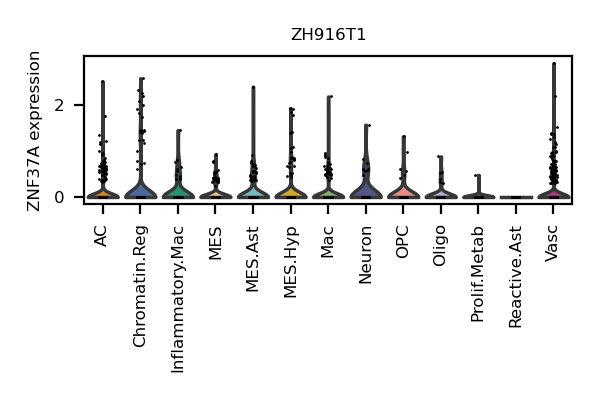 ZH916T1
ZNF37A expression
2
0
AC
Chromatin.Reg
Inflammatory.Mac
MES
MES.Ast
MES.Hyp
Mac
Neuron
OPC
Oligo
Prolif.Metab
Reactive.Ast
Vasc